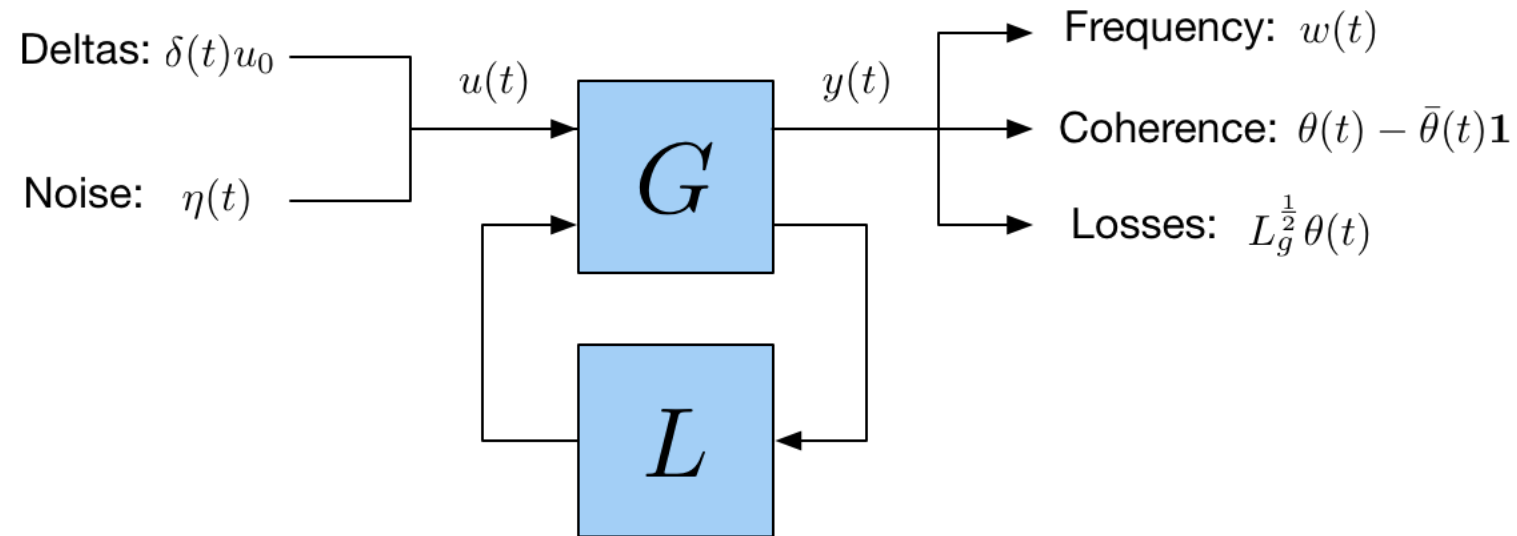 Deltas: δ(t)u₀
Noise: η(t)
u(t)
G
L
y(t)
Frequency: w(t)
Coherence: θ(t) − θ̄(t)𝟏
Losses: L_g^{1/2} θ(t)